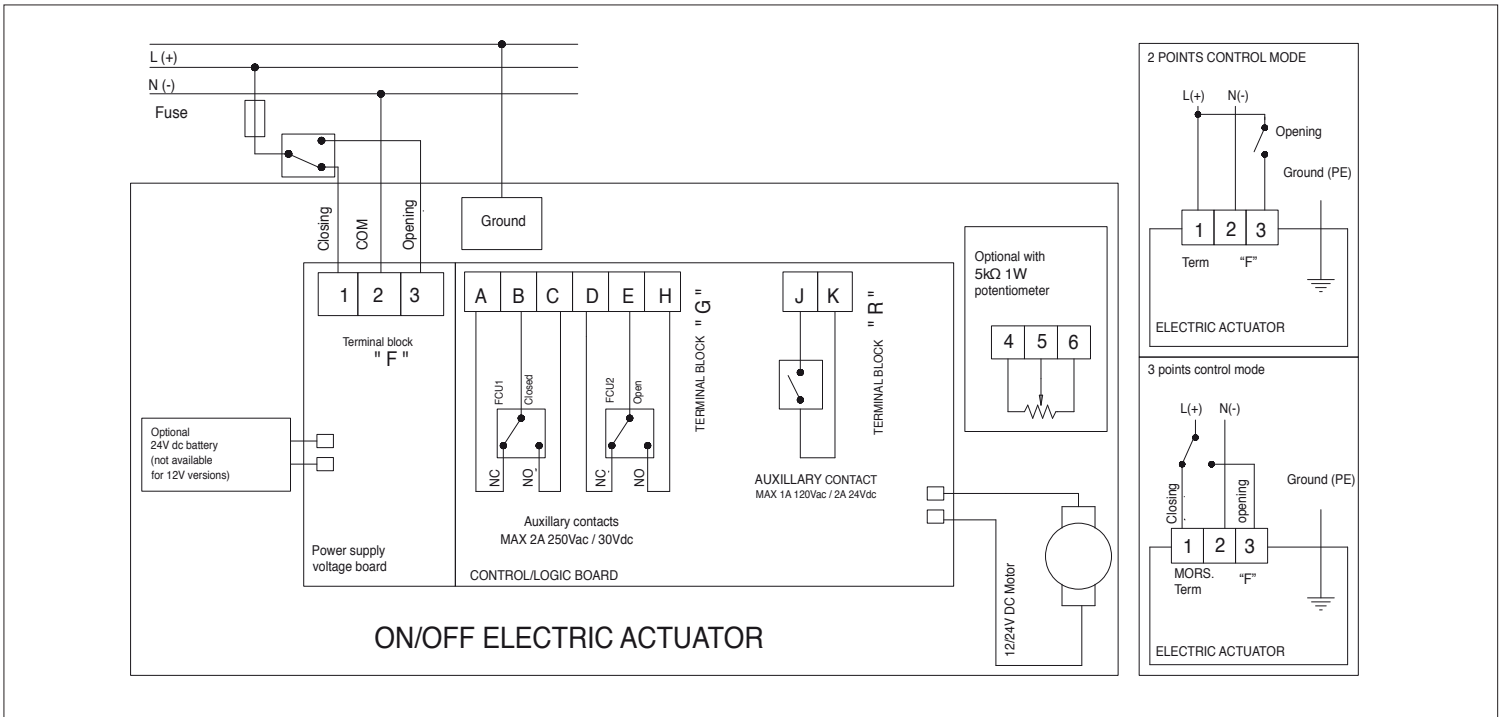 L (+)
N (-)
Fuse
Closing
COM
Opening
Ground
1 2 3
Terminal block
" F "
A B C D E H
TERMINAL BLOCK " G "
FCU1
Closed
FCU2
Open
NC
NO
NC
NO
Auxillary contacts
MAX 2A 250Vac / 30Vdc
J K
TERMINAL BLOCK " R "
AUXILLARY CONTACT
MAX 1A 120Vac / 2A 24Vdc
Optional with
5kΩ 1W
potentiometer
4 5 6
Optional
24V dc battery
(not available
for 12V versions)
Power supply
voltage board
CONTROL/LOGIC BOARD
12/24V DC Motor
ON/OFF ELECTRIC ACTUATOR
2 POINTS CONTROL MODE
L(+) N(-)
Opening
Ground (PE)
1 2 3
Term "F"
ELECTRIC ACTUATOR
3 points control mode
L(+) N(-)
Ground (PE)
Closing
opening
1 2 3
MORS.
Term "F"
ELECTRIC ACTUATOR